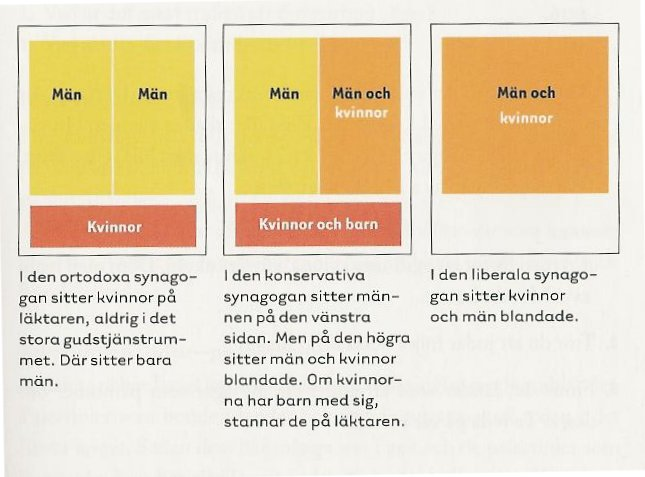 Män
Män
Kvinnor
I den ortodoxa synago-
gan sitter kvinnor på
läktaren, aldrig i det
stora gudstjänstrum-
met. Där sitter bara
män.
Män
Män och
kvinnor
Kvinnor och barn
I den konservativa
synagogan sitter män-
nen på den vänstra
sidan. Men på den högra
sitter män och kvinnor
blandade. Om kvinnor-
na har barn med sig,
stannar de på läktaren.
Män och
kvinnor
I den liberala synago-
gan sitter kvinnor
och män blandade.